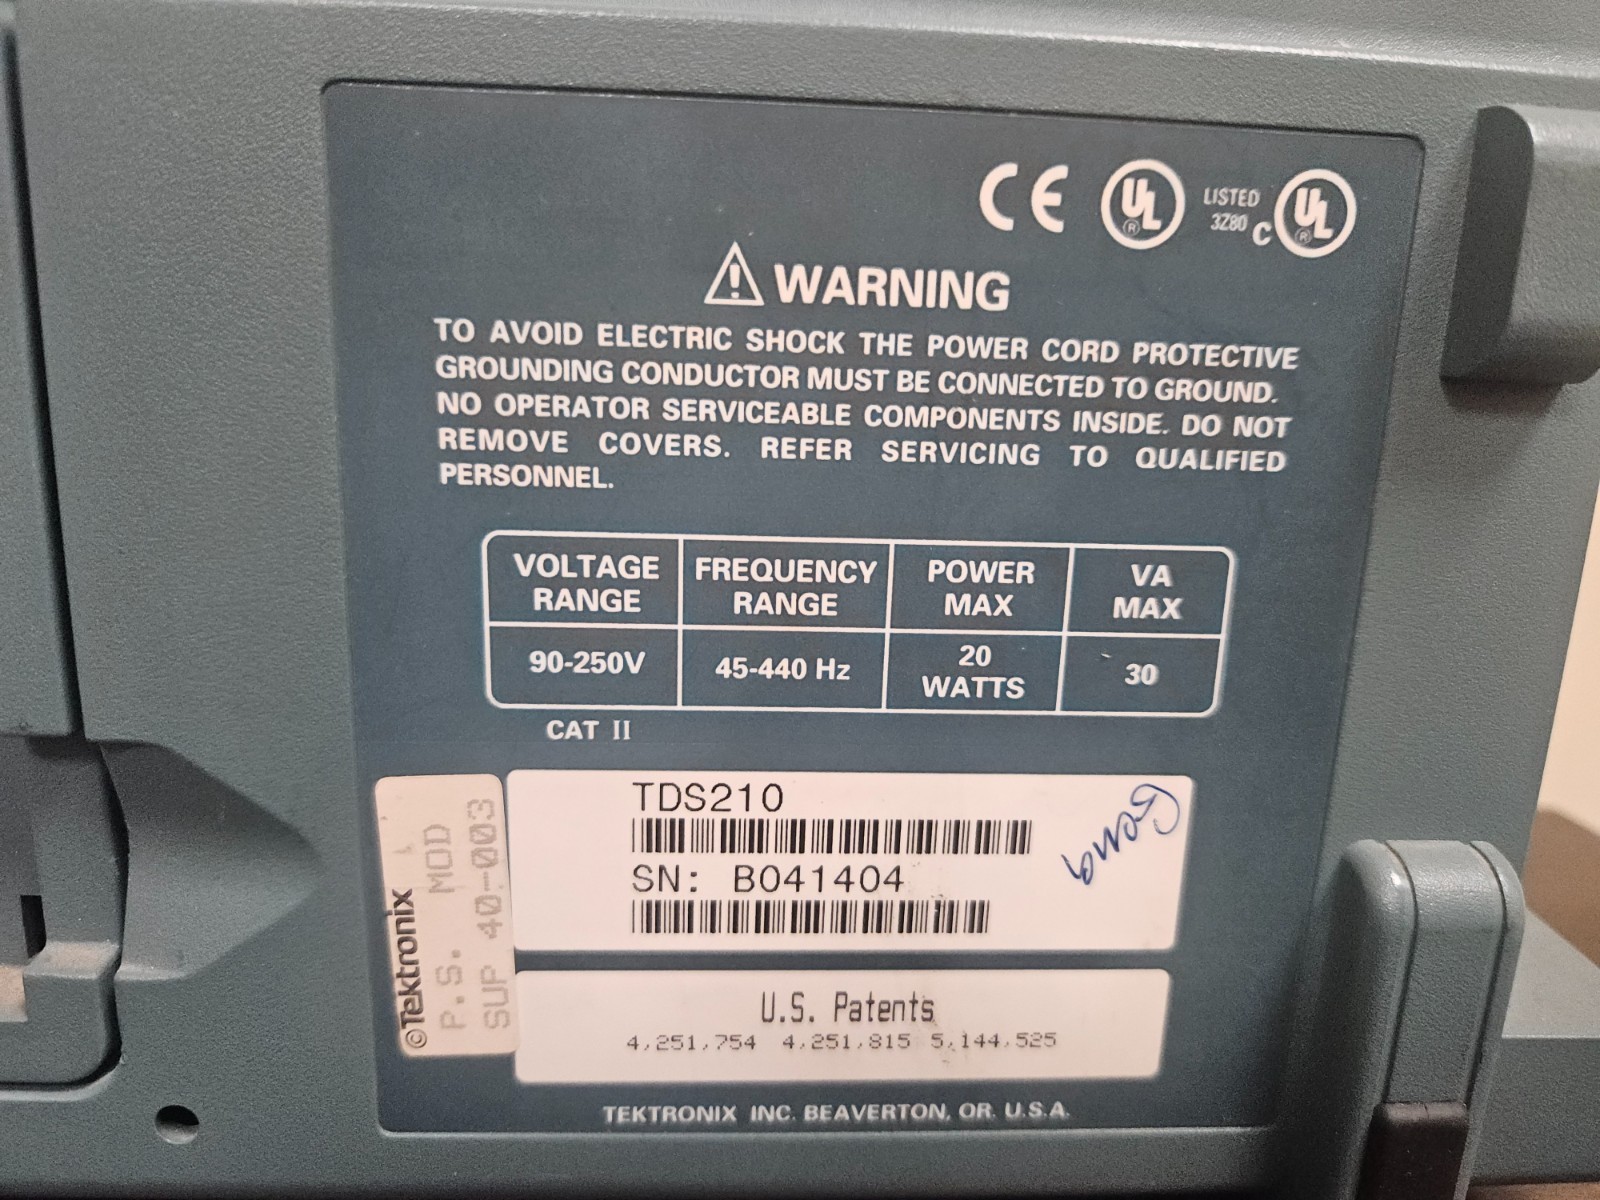 CE UL ® LISTED 3Z80 C UL ®
WARNING
TO AVOID ELECTRIC SHOCK THE POWER CORD PROTECTIVE
GROUNDING CONDUCTOR MUST BE CONNECTED TO GROUND.
NO OPERATOR SERVICEABLE COMPONENTS INSIDE. DO NOT
REMOVE COVERS. REFER SERVICING TO QUALIFIED
PERSONNEL.
VOLTAGE RANGE
FREQUENCY RANGE
POWER MAX
VA MAX
90-250V
45-440 Hz
20 WATTS
30
CAT II
TDS210
SN: B041404
©Tektronix
P.S. MOD
SUP 40-003
U.S. Patents
4,251,754 4,251,815 5,144,525
TEKTRONIX INC. BEAVERTON, OR. U.S.A.